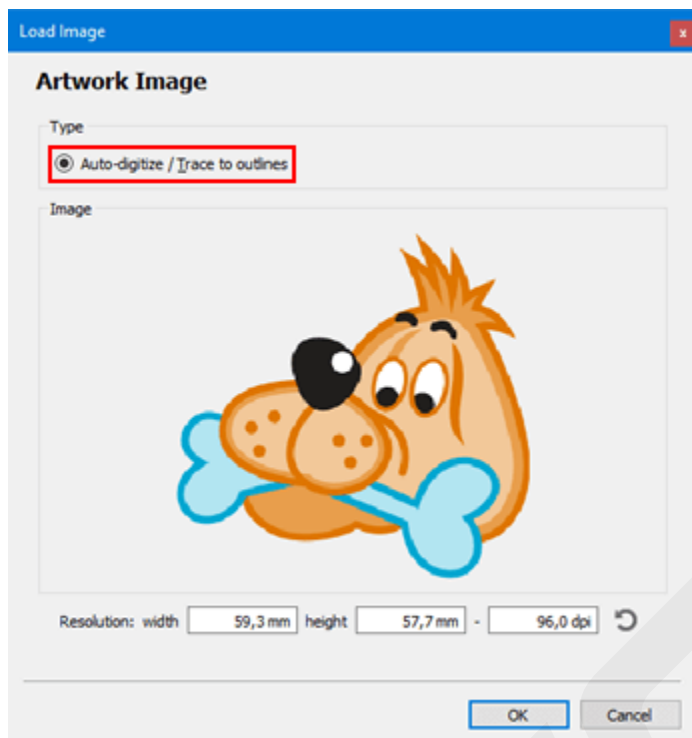 Load Image
x
Artwork Image
Type
Auto-digitize / Trace to outlines
Image
Resolution: width 59,3 mm height 57,7 mm - 96,0 dpi
OK Cancel